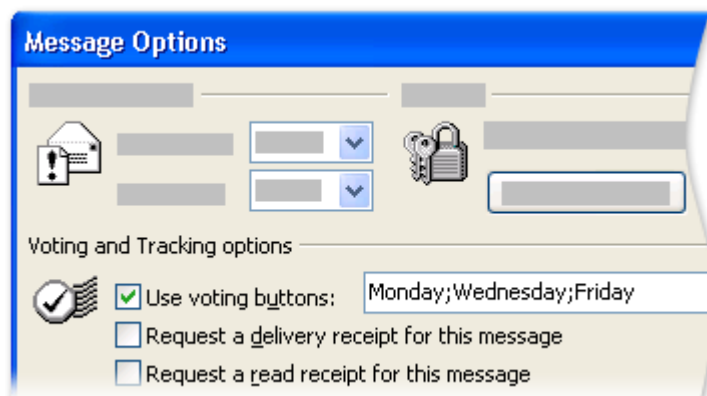 Message Options
Voting and Tracking options
Use voting buttons: Monday;Wednesday;Friday
Request a delivery receipt for this message
Request a read receipt for this message